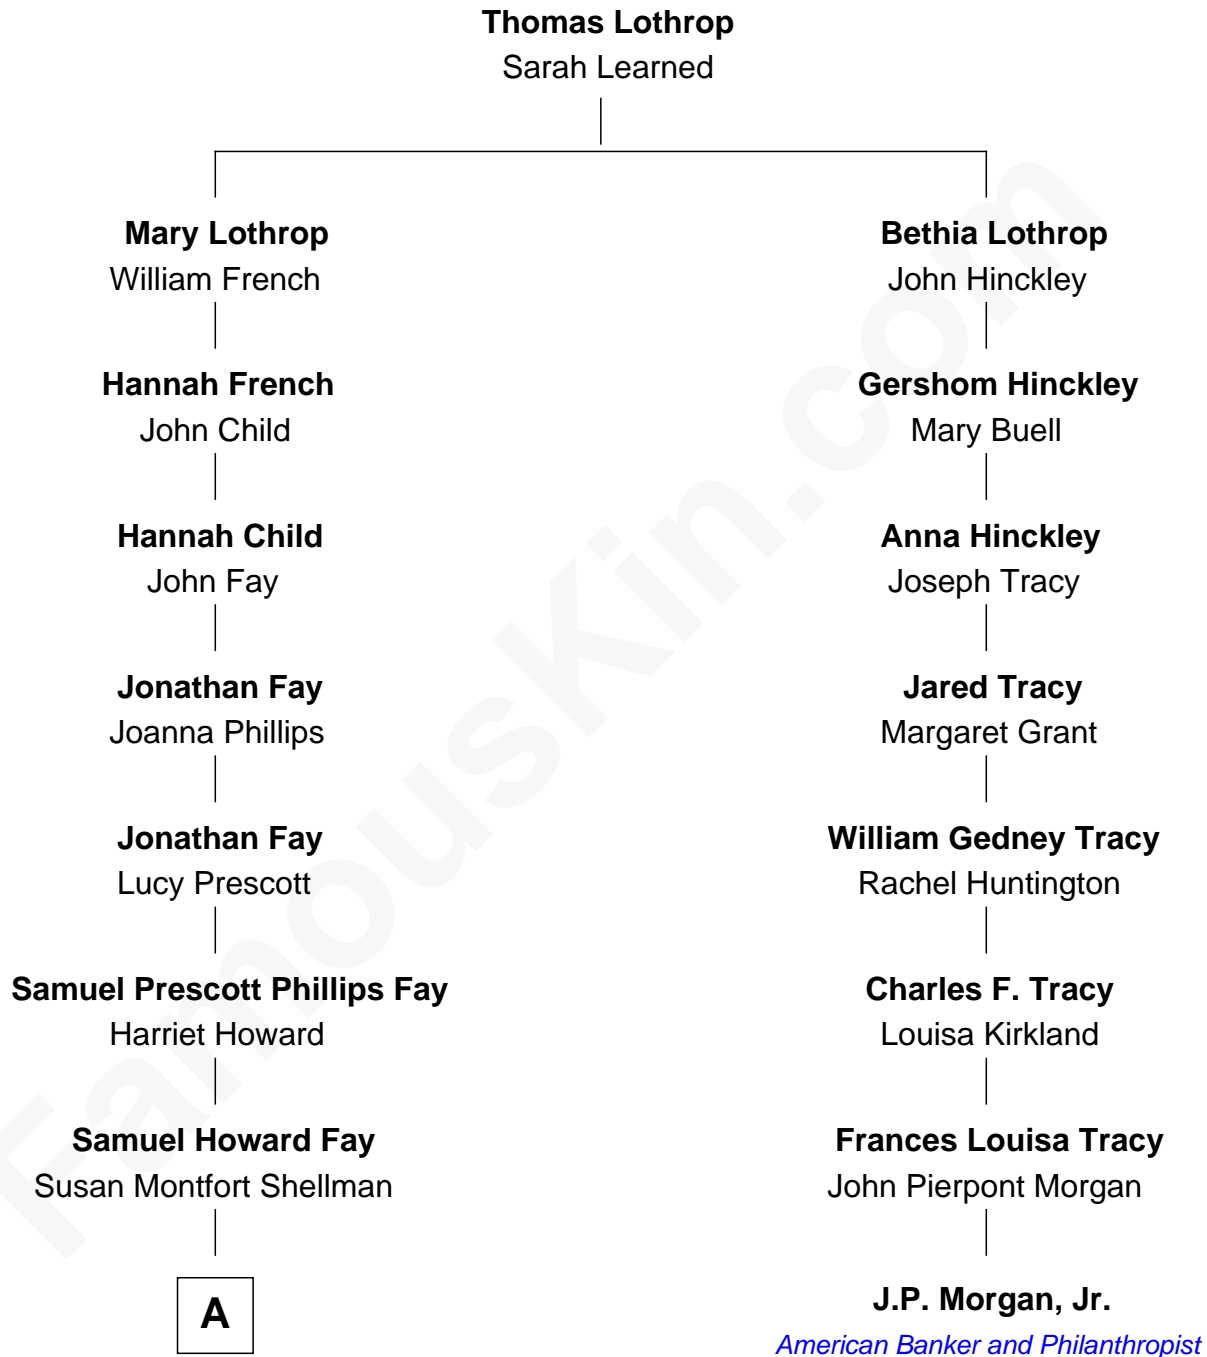 Thomas Lothrop
Sarah Learned
Mary Lothrop
William French
Bethia Lothrop
John Hinckley
Hannah French
John Child
Gershom Hinckley
Mary Buell
Hannah Child
John Fay
Anna Hinckley
Joseph Tracy
Jonathan Fay
Joanna Phillips
Jared Tracy
Margaret Grant
Jonathan Fay
Lucy Prescott
William Gedney Tracy
Rachel Huntington
Samuel Prescott Phillips Fay
Harriet Howard
Charles F. Tracy
Louisa Kirkland
Samuel Howard Fay
Susan Montfort Shellman
Frances Louisa Tracy
John Pierpont Morgan
A
J.P. Morgan, Jr.
American Banker and Philanthropist
FamousKin.com